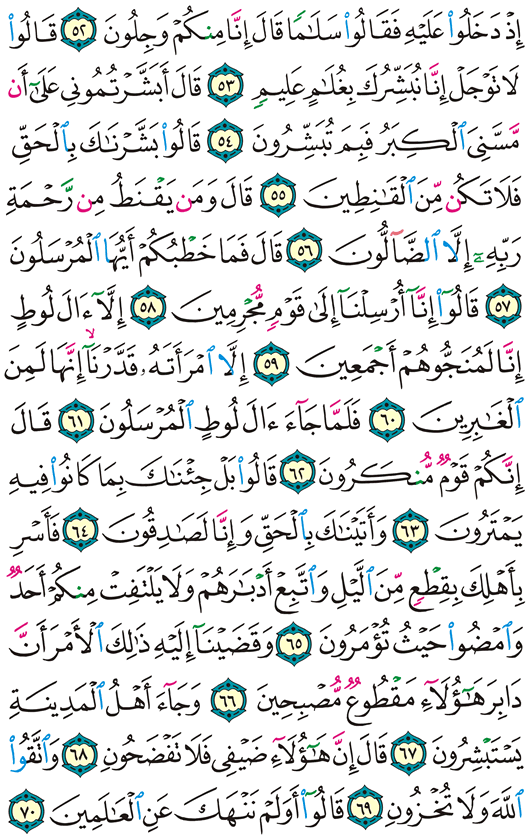 إِذْ دَخَلُوا۟ عَلَيْهِ فَقَالُوا۟ سَلَـٰمًا قَالَ إِنَّا مِنكُمْ وَجِلُونَ ٥٢ قَالُوا۟
لَا تَوْجَلْ إِنَّا نُبَشِّرُكَ بِغُلَـٰمٍ عَلِيمٍ ٥٣ قَالَ أَبَشَّرْتُمُونِى عَلَىٰٓ أَن
مَّسَّنِىَ ٱلْكِبَرُ فَبِمَ تُبَشِّرُونَ ٥٤ قَالُوا۟ بَشَّرْنَـٰكَ بِٱلْحَقِّ
فَلَا تَكُن مِّنَ ٱلْقَـٰنِطِينَ ٥٥ قَالَ وَمَن يَقْنَطُ مِن رَّحْمَةِ
رَبِّهِۦٓ إِلَّا ٱلضَّآلُّونَ ٥٦ قَالَ فَمَا خَطْبُكُمْ أَيُّهَا ٱلْمُرْسَلُونَ
٥٧ قَالُوٓا۟ إِنَّآ أُرْسِلْنَآ إِلَىٰ قَوْمٍ مُّجْرِمِينَ ٥٨ إِلَّآ ءَالَ لُوطٍ
إِنَّا لَمُنَجُّوهُمْ أَجْمَعِينَ ٥٩ إِلَّا ٱمْرَأَتَهُۥ قَدَّرْنَآ ۙ إِنَّهَا لَمِنَ
ٱلْغَـٰبِرِينَ ٦٠ فَلَمَّا جَآءَ ءَالَ لُوطٍ ٱلْمُرْسَلُونَ ٦١ قَالَ
إِنَّكُمْ قَوْمٌ مُّنكَرُونَ ٦٢ قَالُوا۟ بَلْ جِئْنَـٰكَ بِمَا كَانُوا۟ فِيهِ
يَمْتَرُونَ ٦٣ وَأَتَيْنَـٰكَ بِٱلْحَقِّ وَإِنَّا لَصَـٰدِقُونَ ٦٤ فَأَسْرِ
بِأَهْلِكَ بِقِطْعٍ مِّنَ ٱلَّيْلِ وَٱتَّبِعْ أَدْبَـٰرَهُمْ وَلَا يَلْتَفِتْ مِنكُمْ أَحَدٌ
وَٱمْضُوا۟ حَيْثُ تُؤْمَرُونَ ٦٥ وَقَضَيْنَآ إِلَيْهِ ذَٰلِكَ ٱلْأَمْرَ أَنَّ
دَابِرَ هَـٰٓؤُلَآءِ مَقْطُوعٌ مُّصْبِحِينَ ٦٦ وَجَآءَ أَهْلُ ٱلْمَدِينَةِ
يَسْتَبْشِرُونَ ٦٧ قَالَ إِنَّ هَـٰٓؤُلَآءِ ضَيْفِى فَلَا تَفْضَحُونِ ٦٨ وَٱتَّقُوا۟
ٱللَّهَ وَلَا تُخْزُونِ ٦٩ قَالُوٓا۟ أَوَلَمْ نَنْهَكَ عَنِ ٱلْعَـٰلَمِينَ ٧٠